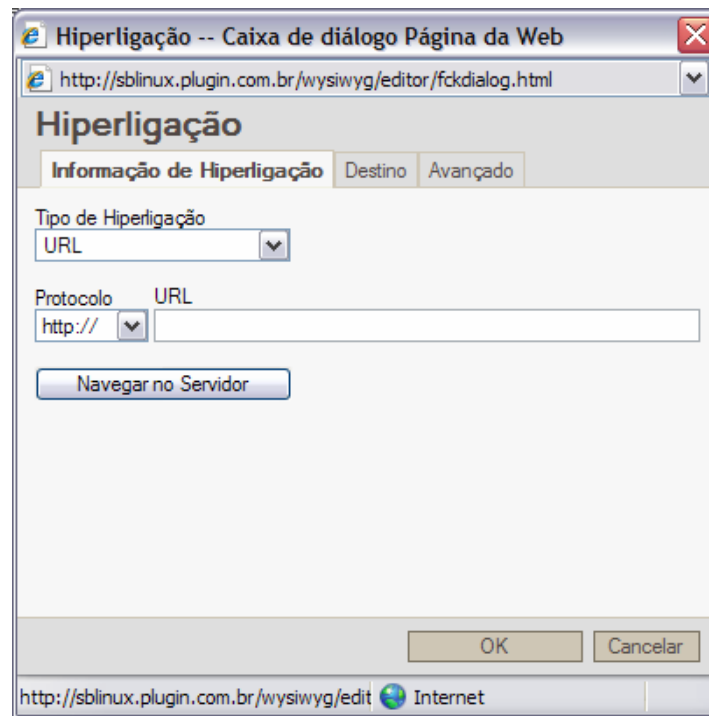 Hiperligação -- Caixa de diálogo Página da Web
http://sblinux.plugin.com.br/wysiwyg/editor/fckdialog.html
Hiperligação
Informação de Hiperligação Destino Avançado
Tipo de Hiperligação
URL
Protocolo URL
http://
Navegar no Servidor
OK Cancelar
http://sblinux.plugin.com.br/wysiwyg/edit Internet